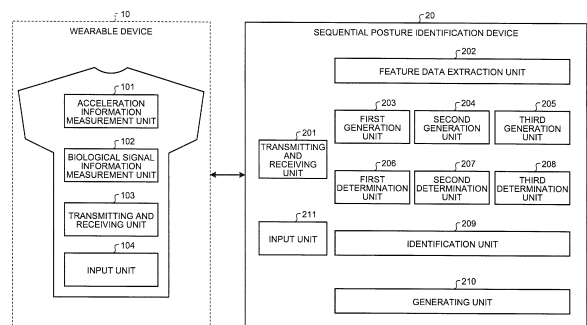 10
WEARABLE DEVICE
101
ACCELERATION
INFORMATION
MEASUREMENT UNIT
102
BIOLOGICAL SIGNAL
INFORMATION
MEASUREMENT UNIT
103
TRANSMITTING AND
RECEIVING UNIT
104
INPUT UNIT
20
SEQUENTIAL POSTURE IDENTIFICATION DEVICE
202
FEATURE DATA EXTRACTION UNIT
201
TRANSMITTING
AND
RECEIVING
UNIT
203
FIRST
GENERATION
UNIT
204
SECOND
GENERATION
UNIT
205
THIRD
GENERATION
UNIT
206
FIRST
DETERMINATION
UNIT
207
SECOND
DETERMINATION
UNIT
208
THIRD
DETERMINATION
UNIT
211
INPUT UNIT
209
IDENTIFICATION UNIT
210
GENERATING UNIT